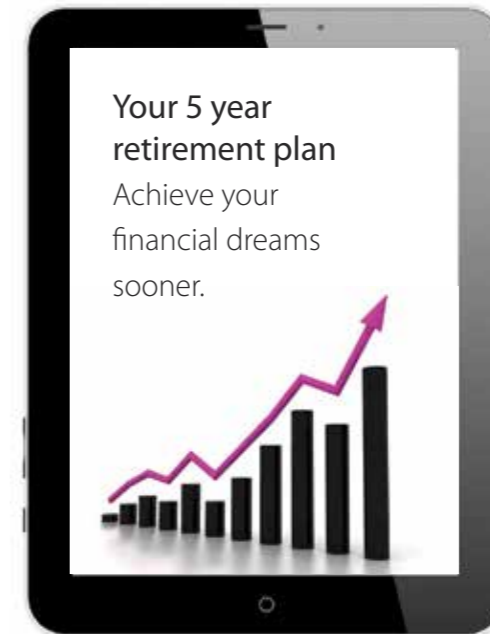 Your 5 year
retirement plan
Achieve your
financial dreams
sooner.